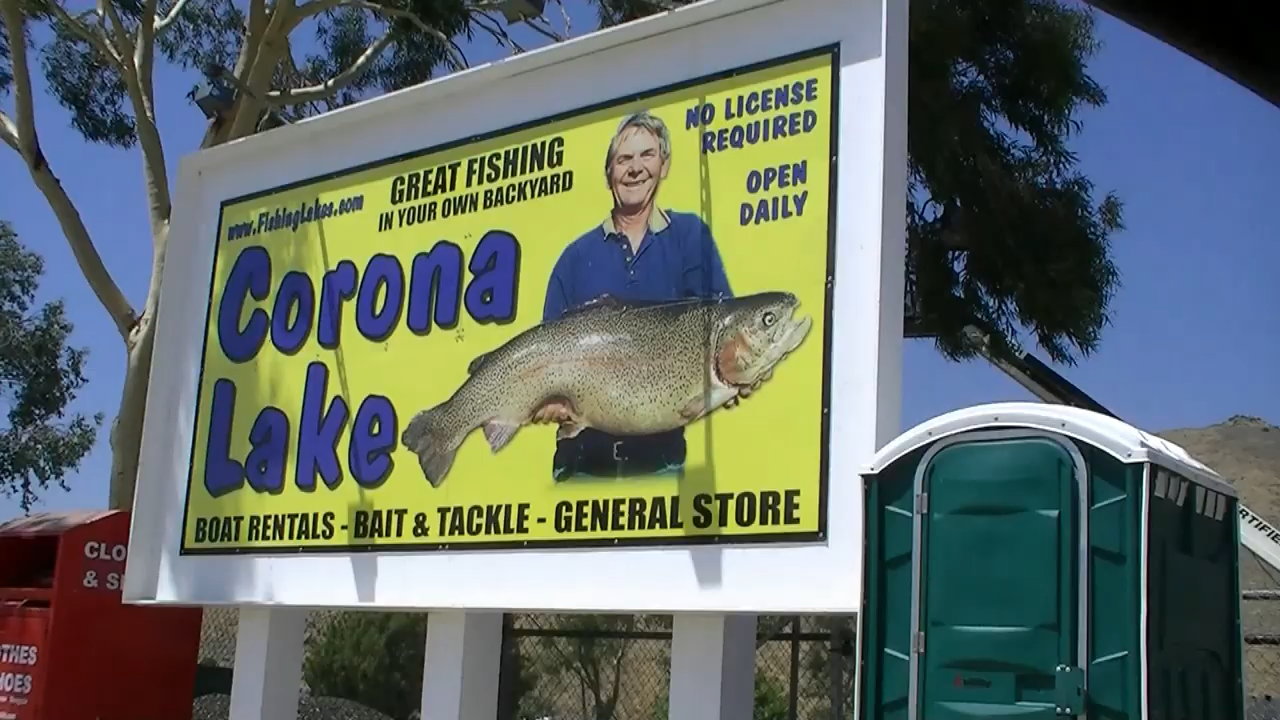 www.FishingLakes.com
GREAT FISHING
IN YOUR OWN BACKYARD
NO LICENSE
REQUIRED
OPEN
DAILY
Corona
Lake
BOAT RENTALS - BAIT & TACKLE - GENERAL STORE
CLO
& S
OTHES
HOES
RTIFIE